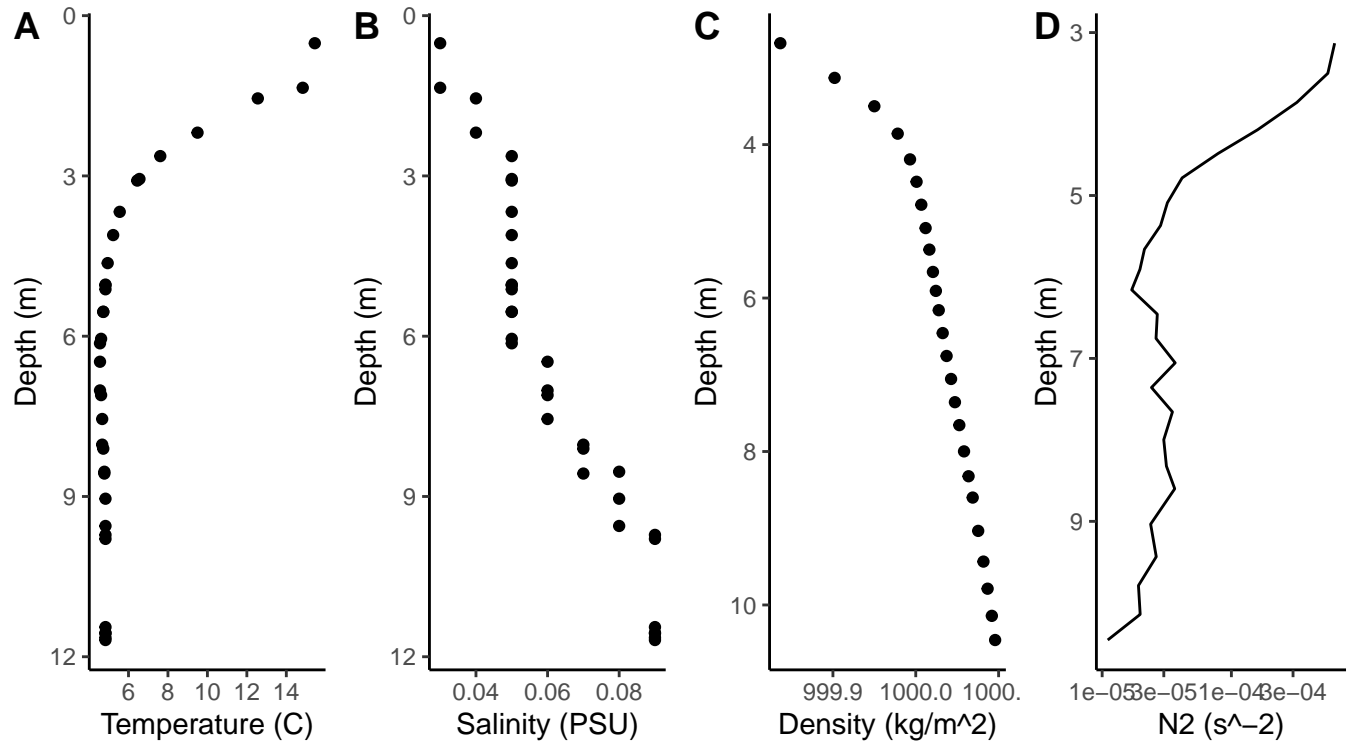 A
0
3
6
9
12
Depth (m)
6
8
10
12
14
Temperature (C)
B
0
3
6
9
12
Depth (m)
0.04
0.06
0.08
Salinity (PSU)
C
4
6
8
10
Depth (m)
999.9
1000.0
1000.
Density (kg/m^2)
D
3
5
7
9
Depth (m)
1e−05
3e−05
1e−04
3e−04
N2 (s^−2)